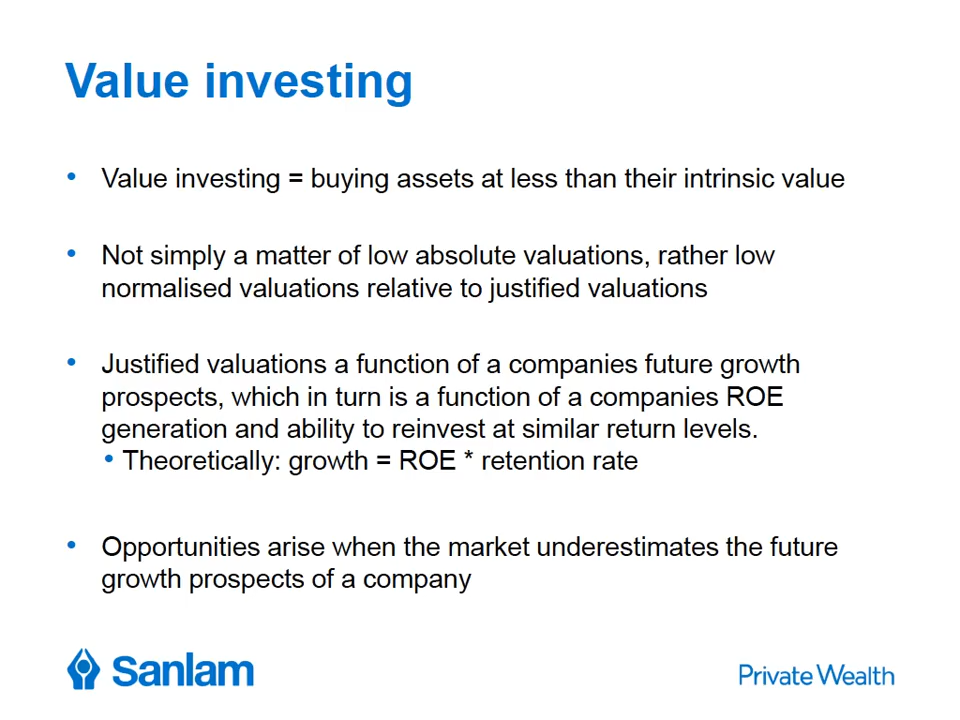 Value investing
• Value investing = buying assets at less than their intrinsic value
• Not simply a matter of low absolute valuations, rather low
normalised valuations relative to justified valuations
• Justified valuations a function of a companies future growth
prospects, which in turn is a function of a companies ROE
generation and ability to reinvest at similar return levels.
• Theoretically: growth = ROE * retention rate
• Opportunities arise when the market underestimates the future
growth prospects of a company
Sanlam
Private Wealth